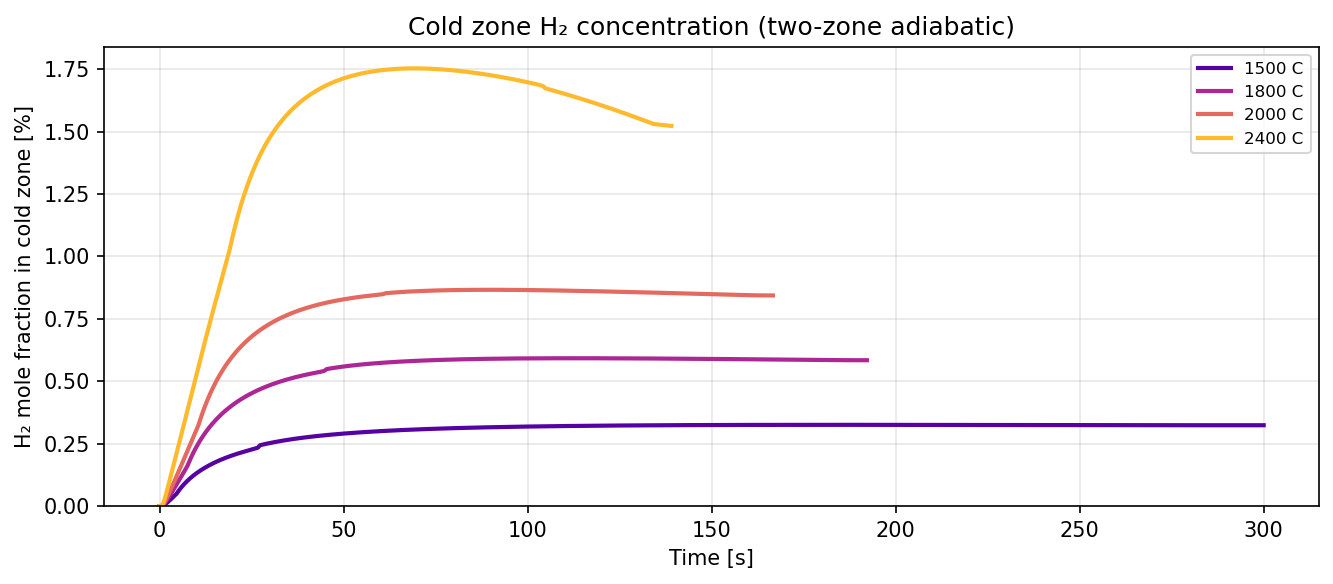 Cold zone H₂ concentration (two-zone adiabatic)
H₂ mole fraction in cold zone [%]
1.75
1.50
1.25
1.00
0.75
0.50
0.25
0.00
1500 C
1800 C
2000 C
2400 C
0
50
100
150
200
250
300
Time [s]